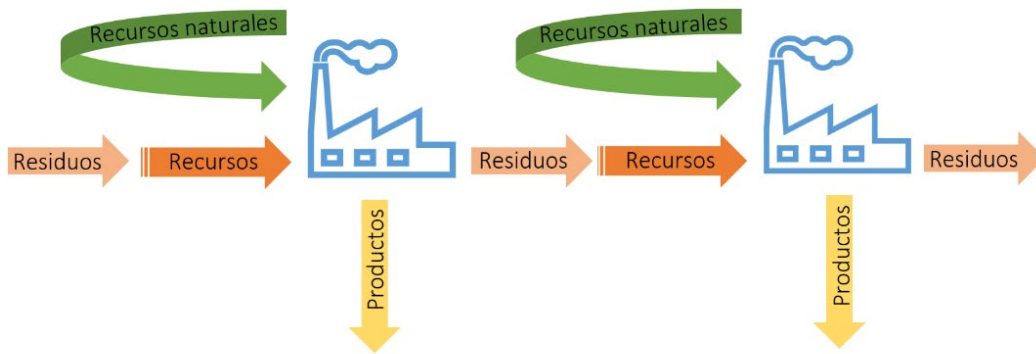 Recursos naturales
Recursos naturales
Residuos
Recursos
Residuos
Recursos
Residuos
Productos
Productos